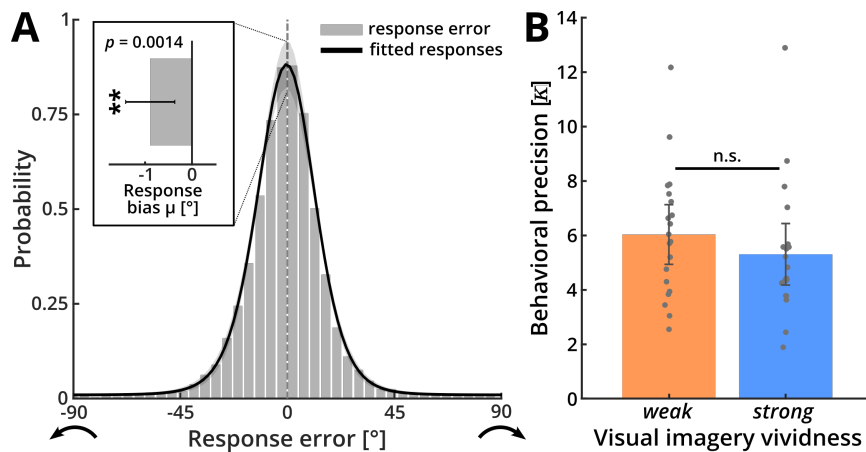 A
B
response error
fitted responses
p = 0.0014
**
-1
0
Response
bias μ [°]
Probability
1
0.75
0.5
0.25
0
-90
-45
0
45
90
Response error [°]
Behavioral precision [K]
14
12
10
8
6
4
2
0
n.s.
weak
strong
Visual imagery vividness